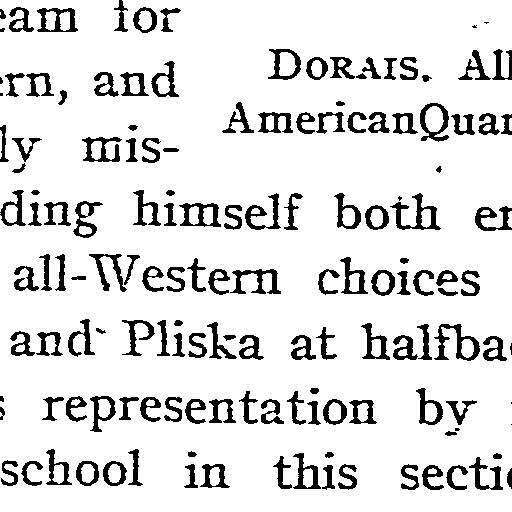 eam for
ern, and
ly mis-
DORAIS. All
AmericanQuar
ding himself both en
all-Western choices
and Pliska at halfbac
s representation by
school in this sectio